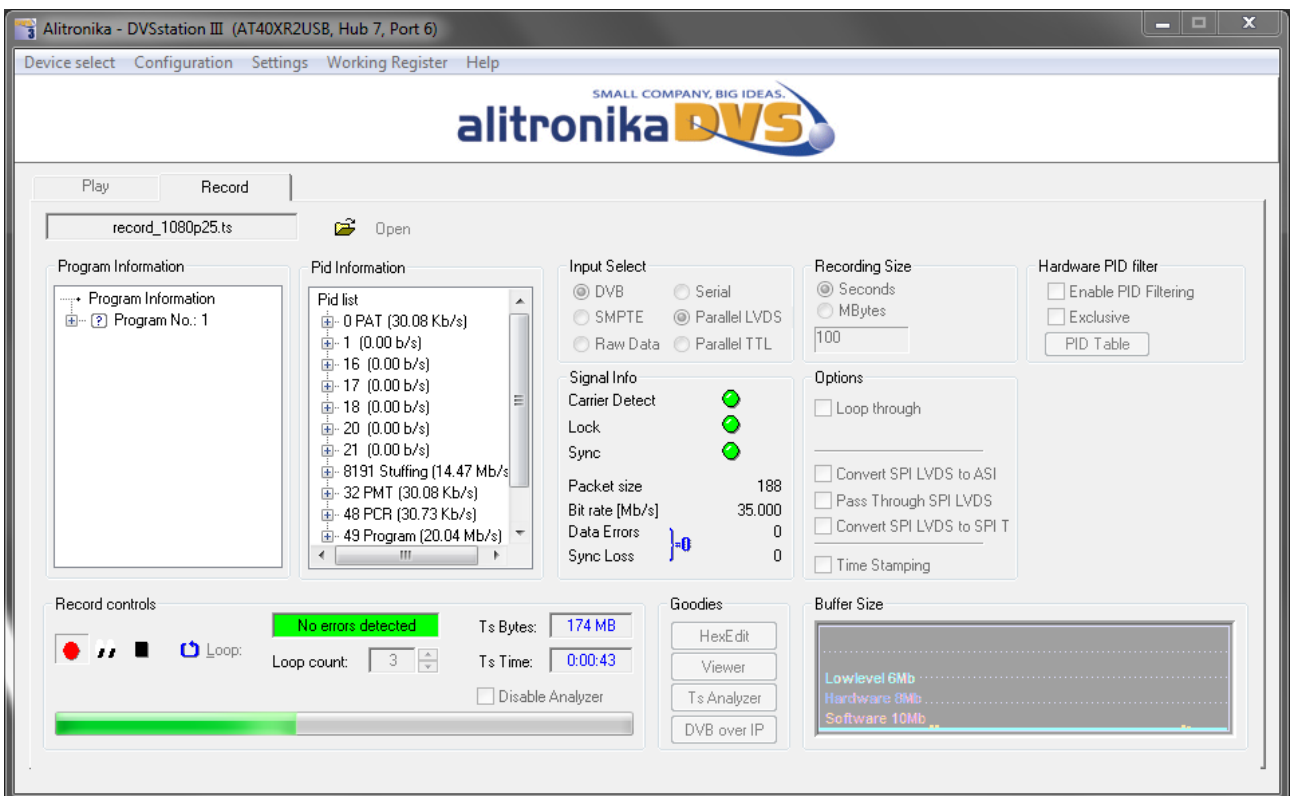 Alitronika - DVSstation III (AT40XR2USB, Hub 7, Port 6)
Device select Configuration Settings Working Register Help
SMALL COMPANY, BIG IDEAS.
alitronika DVS
Play Record
record_1080p25.ts Open
Program Information
Program Information
Program No.: 1
Pid Information
Pid list
0 PAT (30.08 Kb/s)
1 (0.00 b/s)
16 (0.00 b/s)
17 (0.00 b/s)
18 (0.00 b/s)
20 (0.00 b/s)
21 (0.00 b/s)
8191 Stuffing (14.47 Mb/s
32 PMT (30.08 Kb/s)
48 PCR (30.73 Kb/s)
49 Program (20.04 Mb/s)
Input Select
DVB Serial
SMPTE Parallel LVDS
Raw Data Parallel TTL
Signal Info
Carrier Detect
Lock
Sync
Packet size 188
Bit rate [Mb/s] 35.000
Data Errors 0
=0
Sync Loss 0
Recording Size
Seconds
MBytes
100
Options
Loop through
Convert SPI LVDS to ASI
Pass Through SPI LVDS
Convert SPI LVDS to SPI T
Time Stamping
Hardware PID filter
Enable PID Filtering
Exclusive
PID Table
Record controls
No errors detected Ts Bytes: 174 MB
Loop: Loop count: 3 Ts Time: 0:00:43
Disable Analyzer
Goodies
HexEdit
Viewer
Ts Analyzer
DVB over IP
Buffer Size
Lowlevel 6Mb
Hardware 8Mb
Software 10Mb